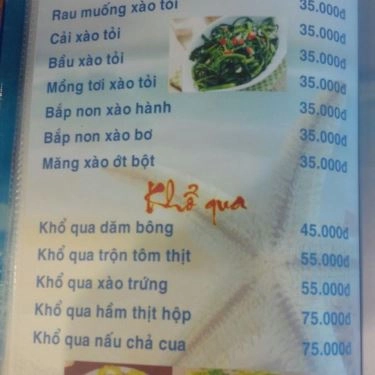 Rau muống xào tỏi 35.000đ
Cải xào tỏi 35.000đ
Bầu xào tỏi 35.000đ
Mồng tơi xào tỏi 35.000đ
Bắp non xào hành 35.000đ
Bắp non xào bơ 35.000đ
Măng xào ớt bột 35.000đ
Khổ qua
Khổ qua dăm bông 45.000đ
Khổ qua trộn tôm thịt 55.000đ
Khổ qua xào trứng 55.000đ
Khổ qua hầm thịt hộp 75.000đ
Khổ qua nấu chả cua 75.000đ